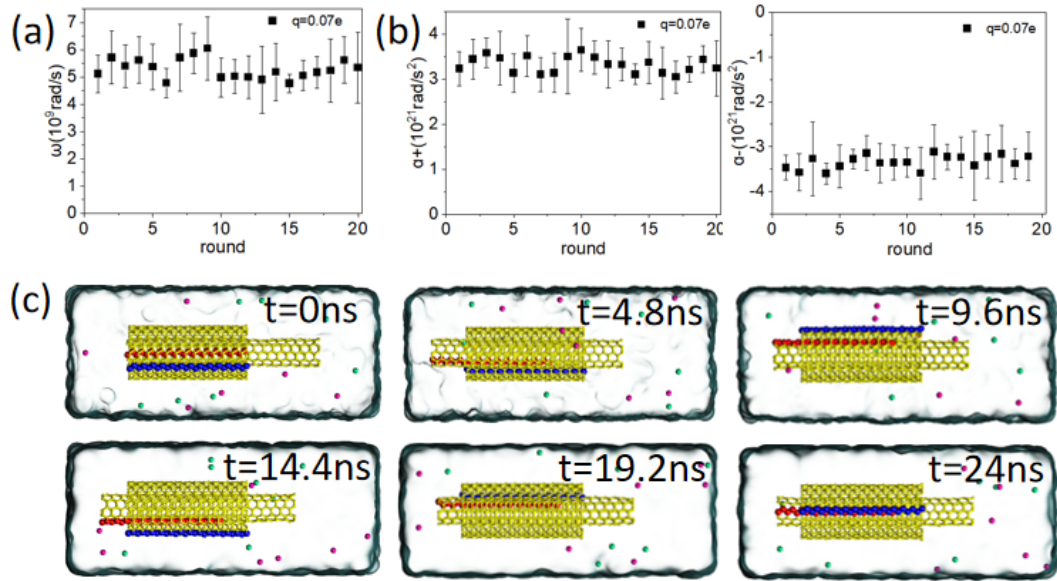 (a)
ω(10⁹rad/s)
7
6
5
4
3
2
1
0
q=0.07e
0 5 10 15 20
round
(b)
α+(10²¹rad/s²)
4
3
2
1
0
q=0.07e
0 5 10 15 20
round
α-(10²¹rad/s²)
0
-1
-2
-3
-4
q=0.07e
0 5 10 15 20
round
(c)
t=0ns
t=4.8ns
t=9.6ns
t=14.4ns
t=19.2ns
t=24ns